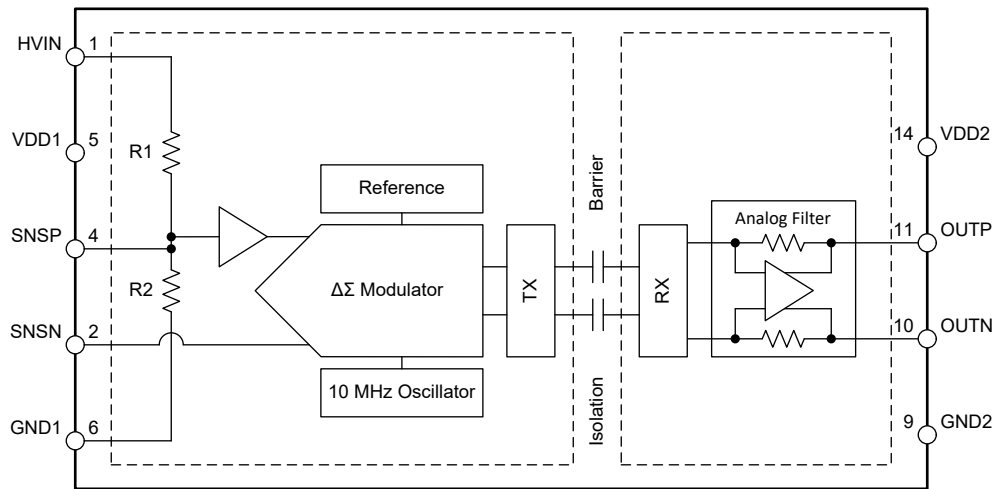 HVIN
1
VDD1
5
R1
SNSP
4
R2
SNSN
2
GND1
6
Reference
ΔΣ Modulator
10 MHz Oscillator
TX
Barrier
Isolation
RX
Analog Filter
14
VDD2
11
OUTP
10
OUTN
9
GND2